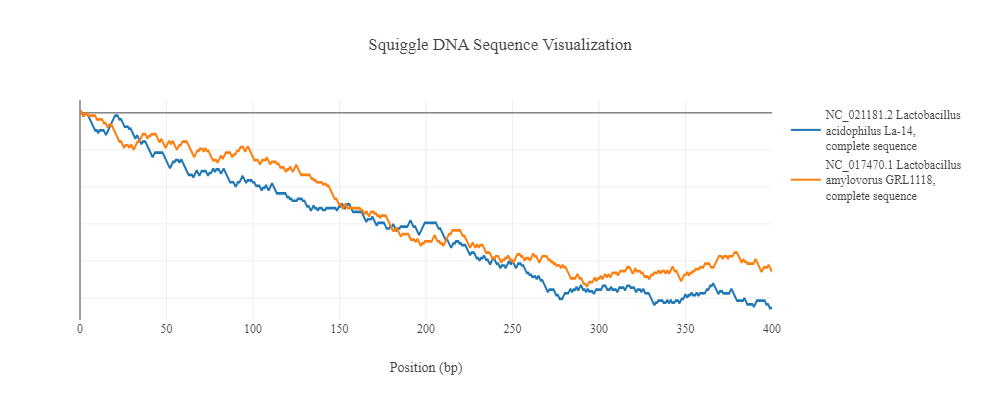 Squiggle DNA Sequence Visualization
NC_021181.2 Lactobacillus
acidophilus La-14,
complete sequence
NC_017470.1 Lactobacillus
amylovorus GRL1118,
complete sequence
0 50 100 150 200 250 300 350 400
Position (bp)